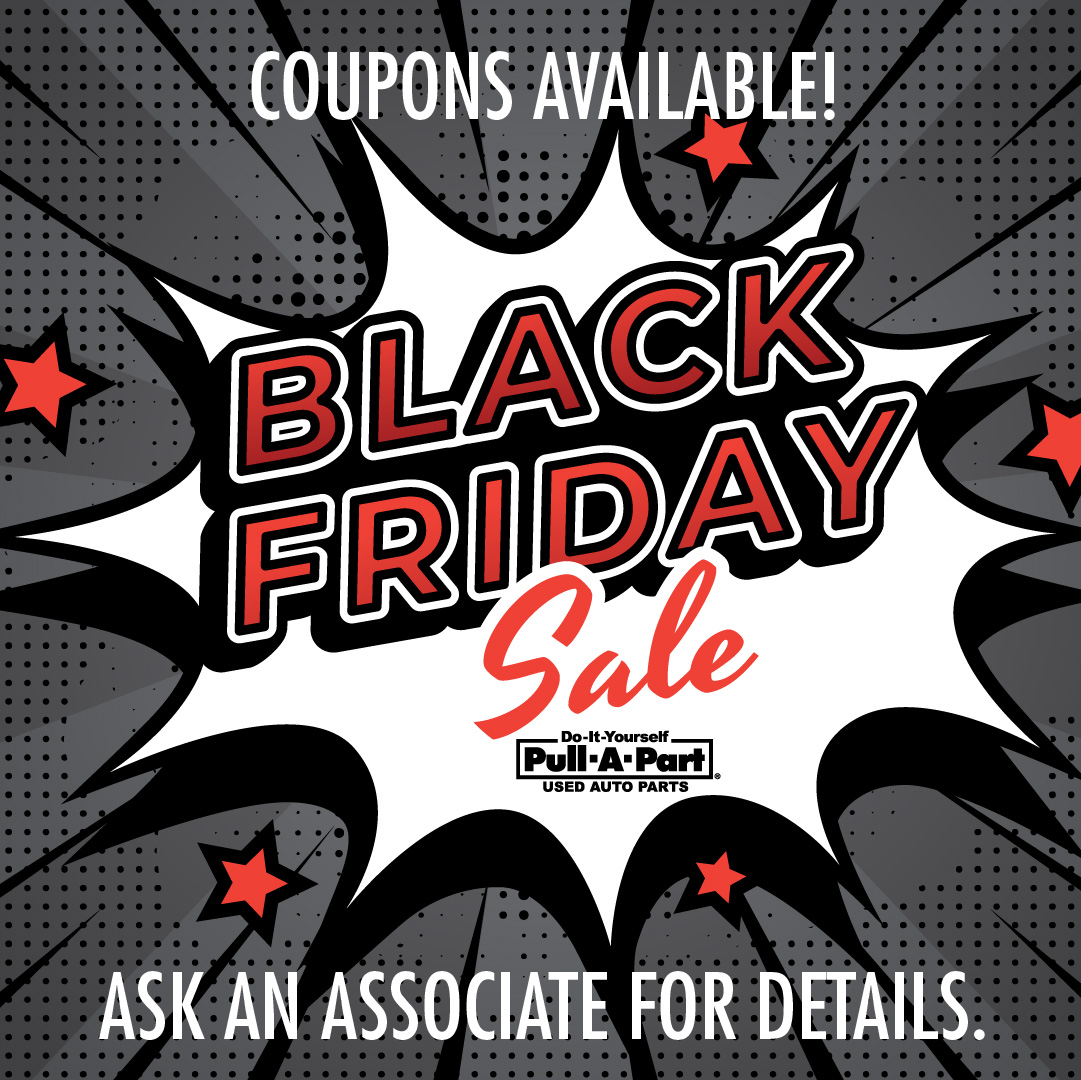 COUPONS AVAILABLE!
BLACK
FRIDAY
Sale
Do-It-Yourself
Pull-A-Part®
USED AUTO PARTS
ASK AN ASSOCIATE FOR DETAILS.